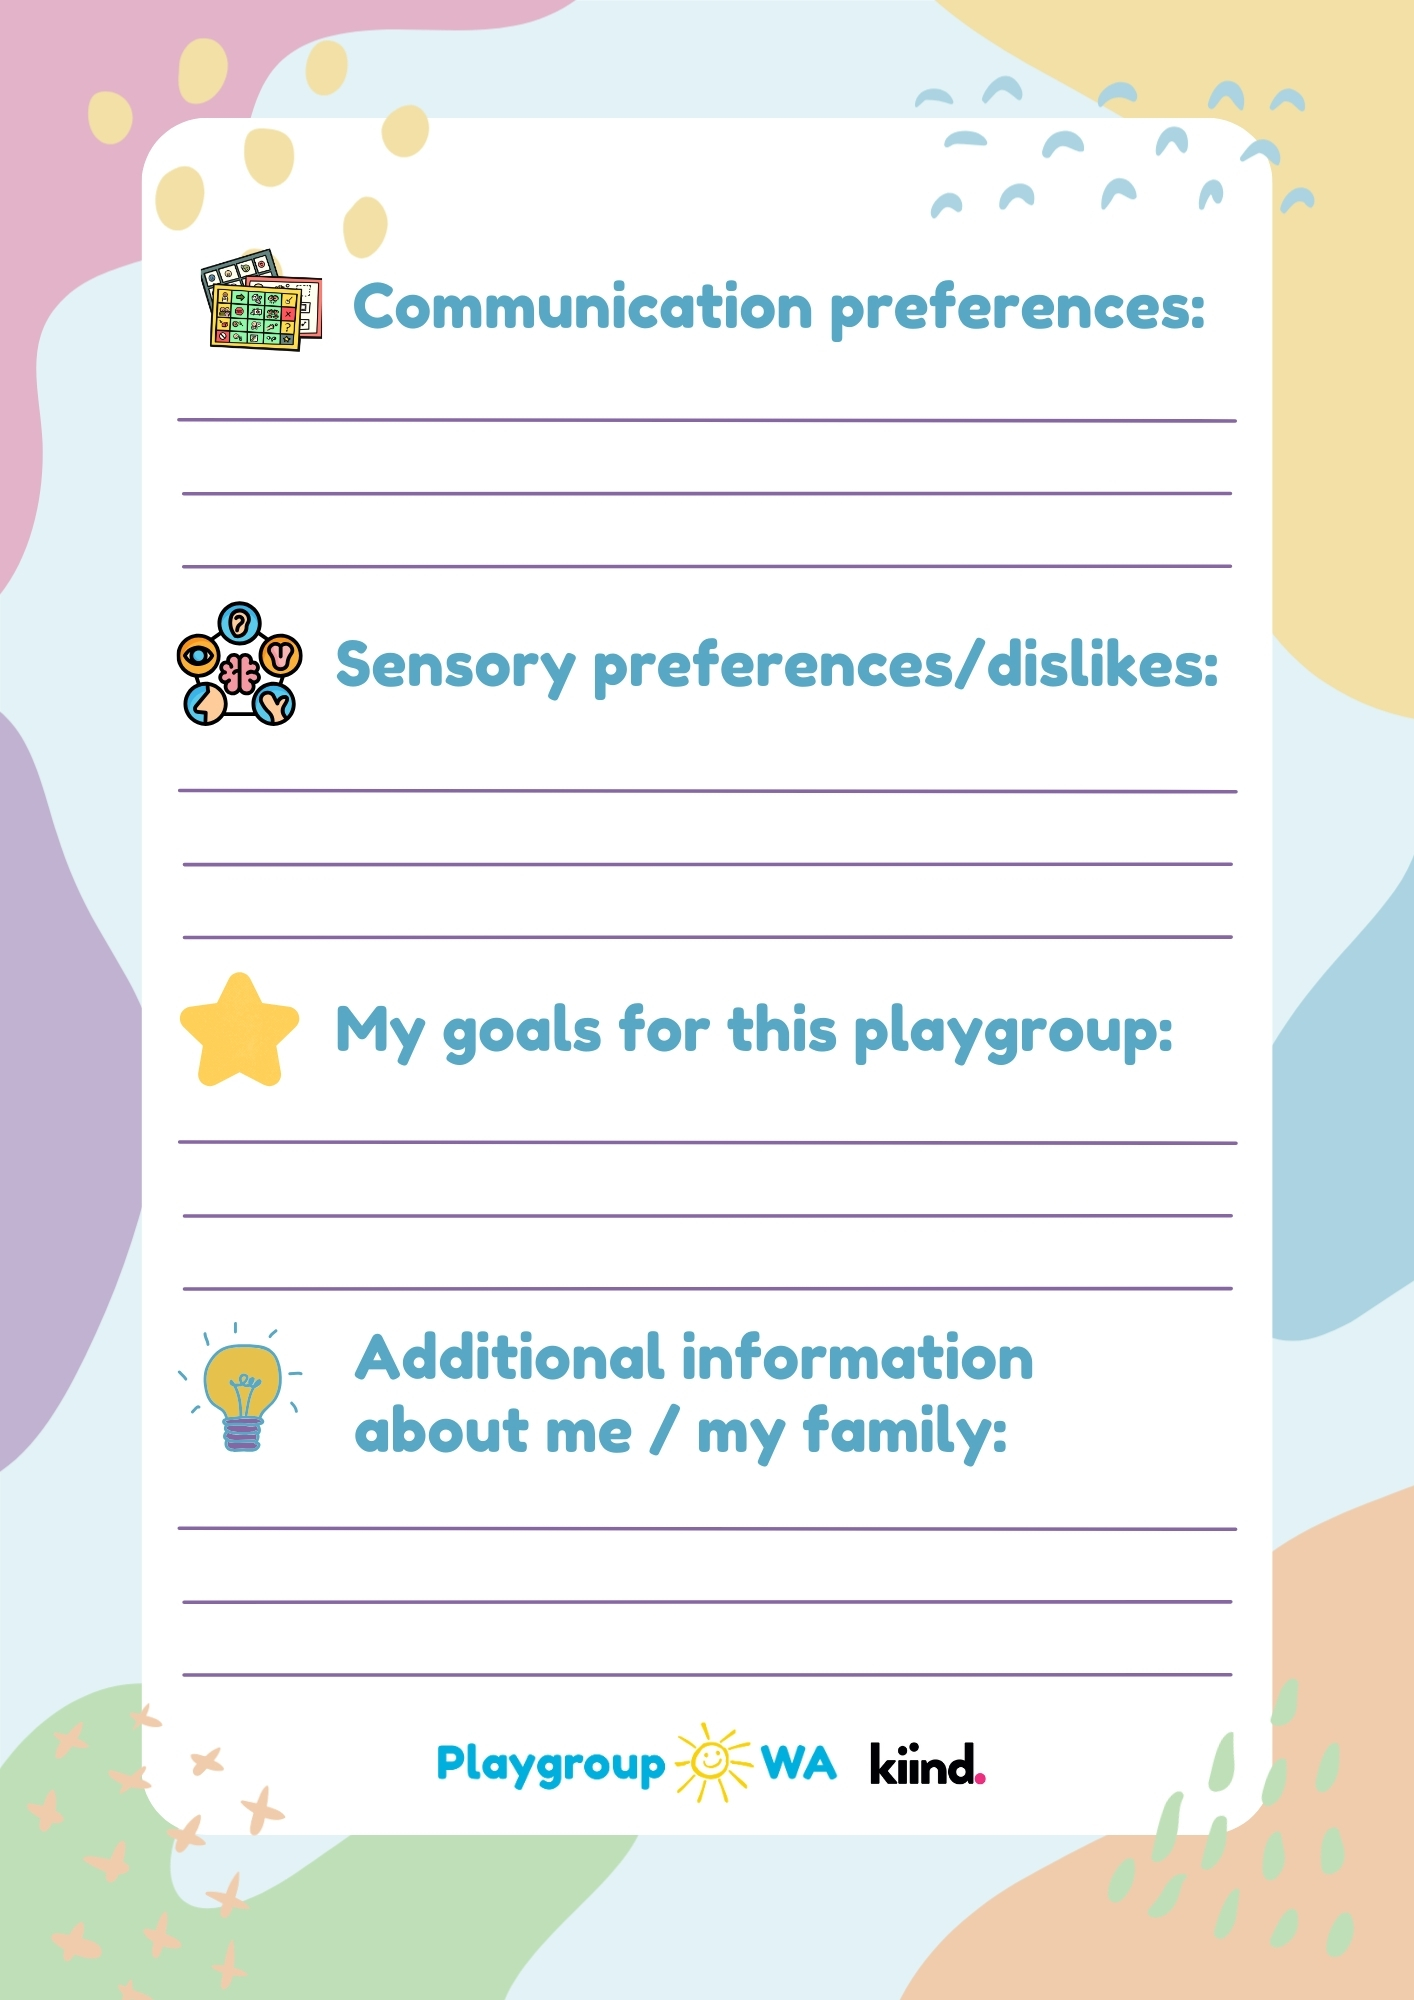 Communication preferences:
Sensory preferences/dislikes:
My goals for this playgroup:
Additional information
about me / my family:
Playgroup WA kiind.